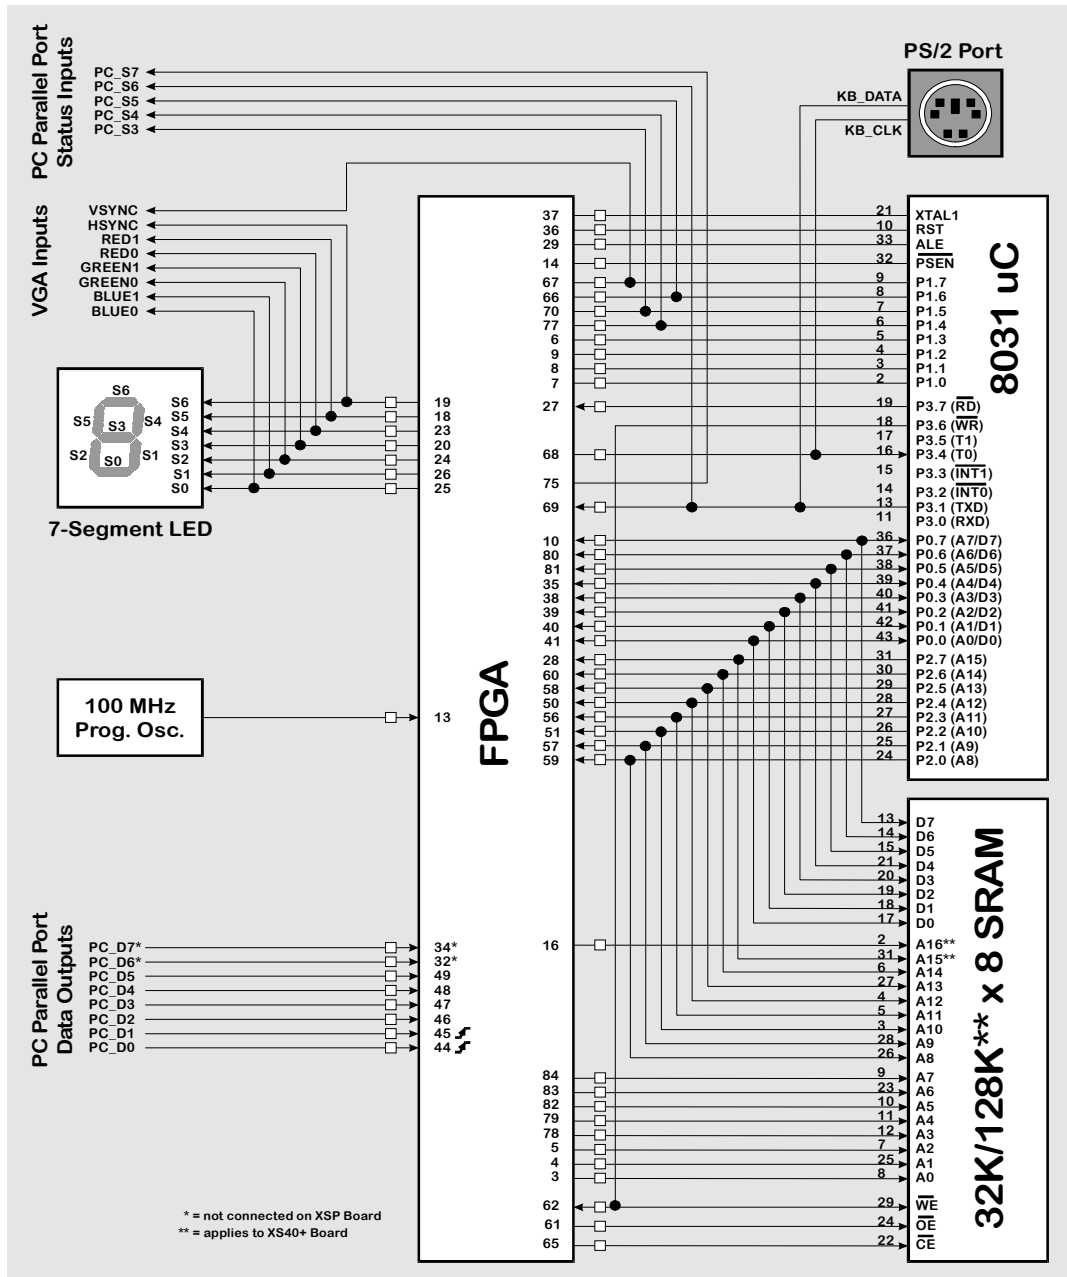 PC Parallel Port
Status Inputs
PC_S7
PC_S6
PC_S5
PC_S4
PC_S3
PS/2 Port
KB_DATA
KB_CLK
VGA Inputs
VSYNC
HSYNC
RED1
RED0
GREEN1
GREEN0
BLUE1
BLUE0
S6
S5
S4
S3
S2
S1
S0
S6
S5
S4
S3
S2
S1
S0
7-Segment LED
19
18
23
20
24
26
25
100 MHz
Prog. Osc.
13
PC Parallel Port
Data Outputs
PC_D7*
PC_D6*
PC_D5
PC_D4
PC_D3
PC_D2
PC_D1
PC_D0
34*
32*
49
48
47
46
45
44
* = not connected on XSP Board
** = applies to XS40+ Board
FPGA
37 21 XTAL1
36 10 RST
29 33 ALE
14 32 PSEN
67 9 P1.7
66 8 P1.6
70 7 P1.5
77 6 P1.4
6 5 P1.3
9 4 P1.2
8 3 P1.1
7 2 P1.0
27 19 P3.7 (RD)
18 P3.6 (WR)
17 P3.5 (T1)
68 16 P3.4 (T0)
75 15 P3.3 (INT1)
14 P3.2 (INT0)
69 13 P3.1 (TXD)
11 P3.0 (RXD)
10 36 P0.7 (A7/D7)
80 37 P0.6 (A6/D6)
81 38 P0.5 (A5/D5)
35 39 P0.4 (A4/D4)
38 40 P0.3 (A3/D3)
39 41 P0.2 (A2/D2)
40 42 P0.1 (A1/D1)
41 43 P0.0 (A0/D0)
28 31 P2.7 (A15)
60 30 P2.6 (A14)
58 29 P2.5 (A13)
50 28 P2.4 (A12)
56 27 P2.3 (A11)
51 26 P2.2 (A10)
57 25 P2.1 (A9)
59 24 P2.0 (A8)
8031 uC
13 D7
14 D6
15 D5
21 D4
20 D3
19 D2
18 D1
17 D0
16 2 A16**
31 A15**
6 A14
27 A13
4 A12
5 A11
3 A10
28 A9
26 A8
84 9 A7
83 23 A6
82 10 A5
79 11 A4
78 12 A3
5 7 A2
4 25 A1
3 8 A0
62 29 WE
61 24 OE
65 22 CE
32K/128K** x 8 SRAM